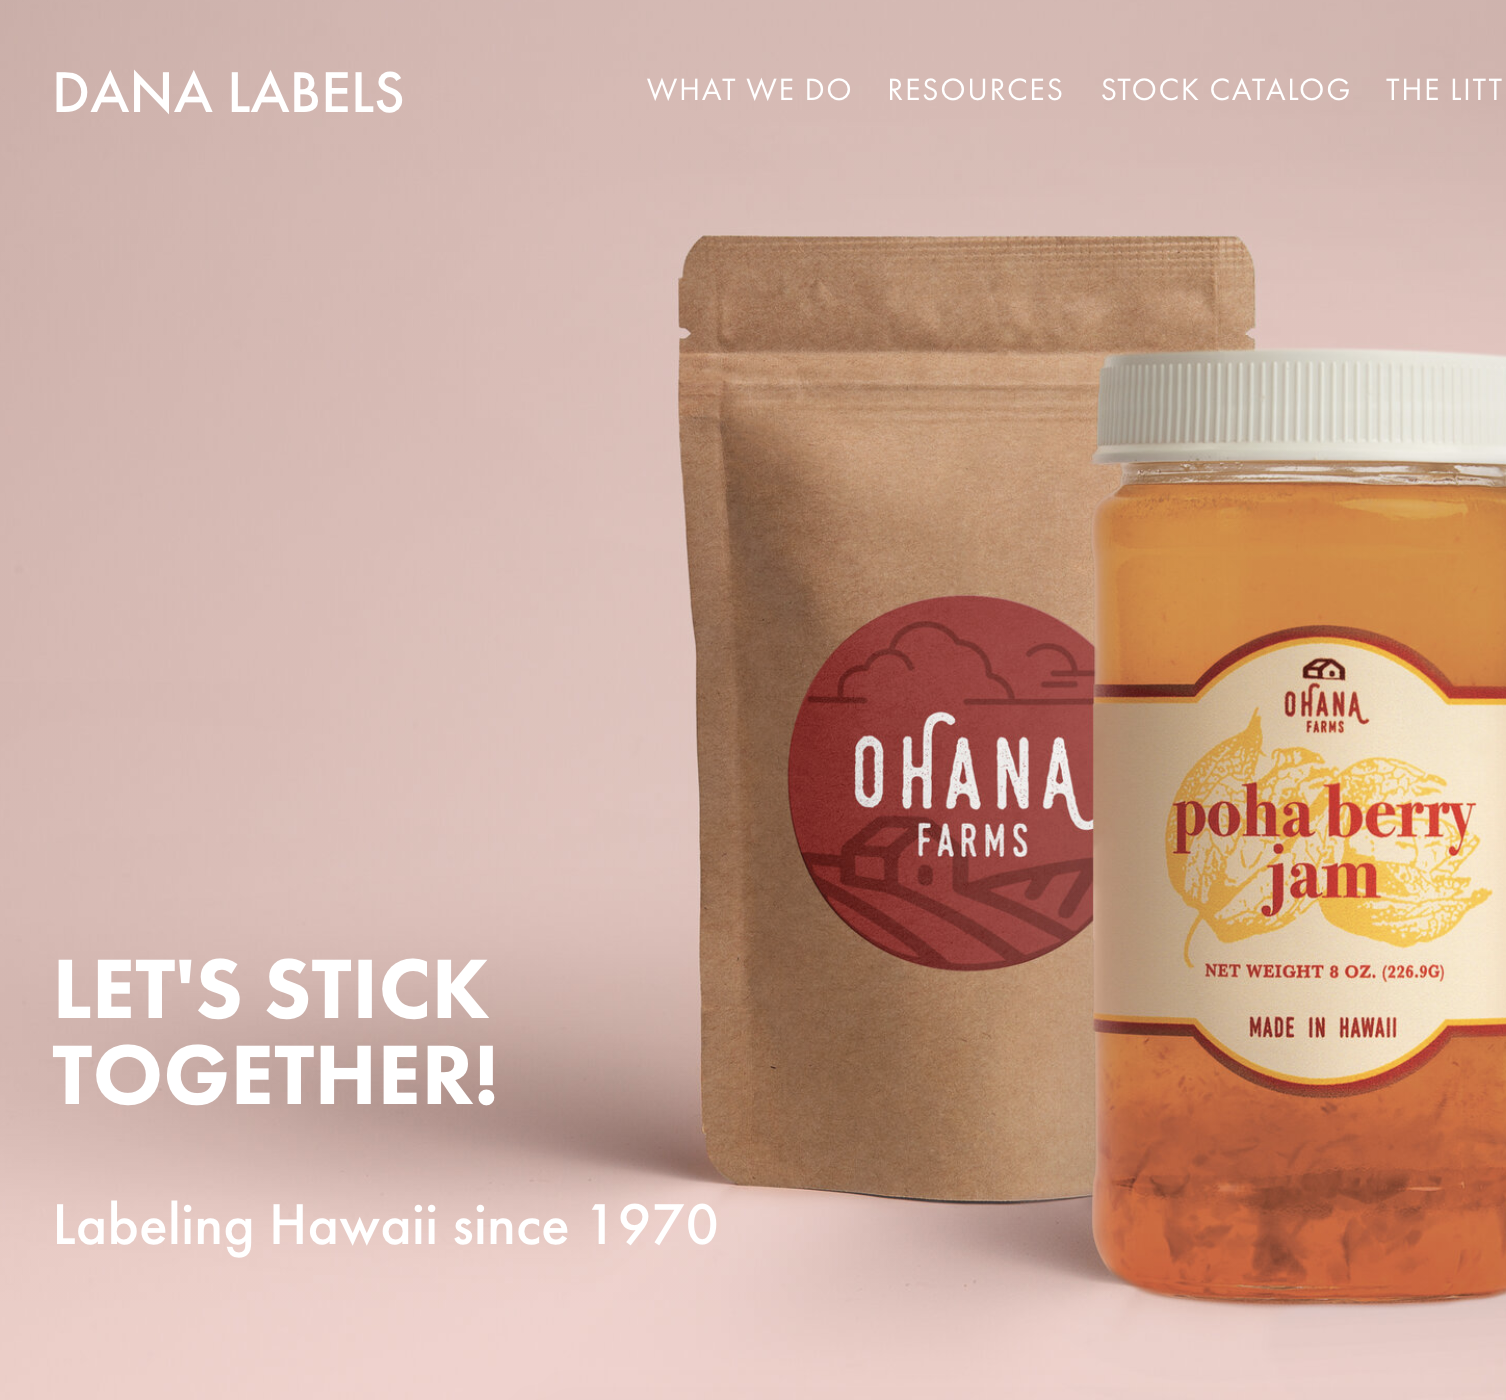 DANA LABELS
WHAT WE DO RESOURCES STOCK CATALOG THE LITT
OHANA
FARMS
OHANA
FARMS
poha berry
jam
NET WEIGHT 8 OZ. (226.9G)
MADE IN HAWAII
LET'S STICK
TOGETHER!
Labeling Hawaii since 1970